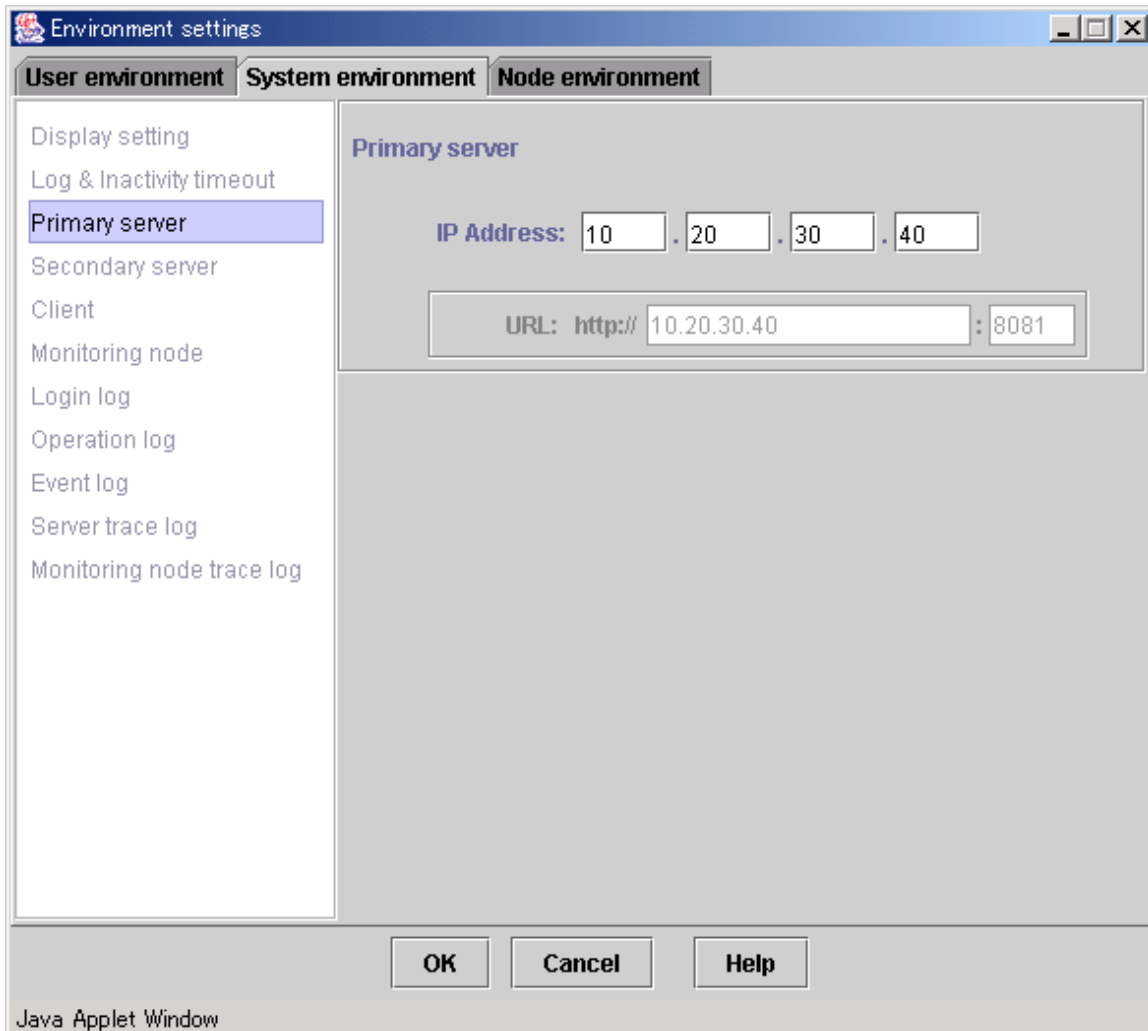 Environment settings
User environment System environment Node environment
Display setting
Log & Inactivity timeout
Primary server
Secondary server
Client
Monitoring node
Login log
Operation log
Event log
Server trace log
Monitoring node trace log
Primary server
IP Address: 10 . 20 . 30 . 40
URL: http:// 10.20.30.40 : 8081
OK Cancel Help
Java Applet Window